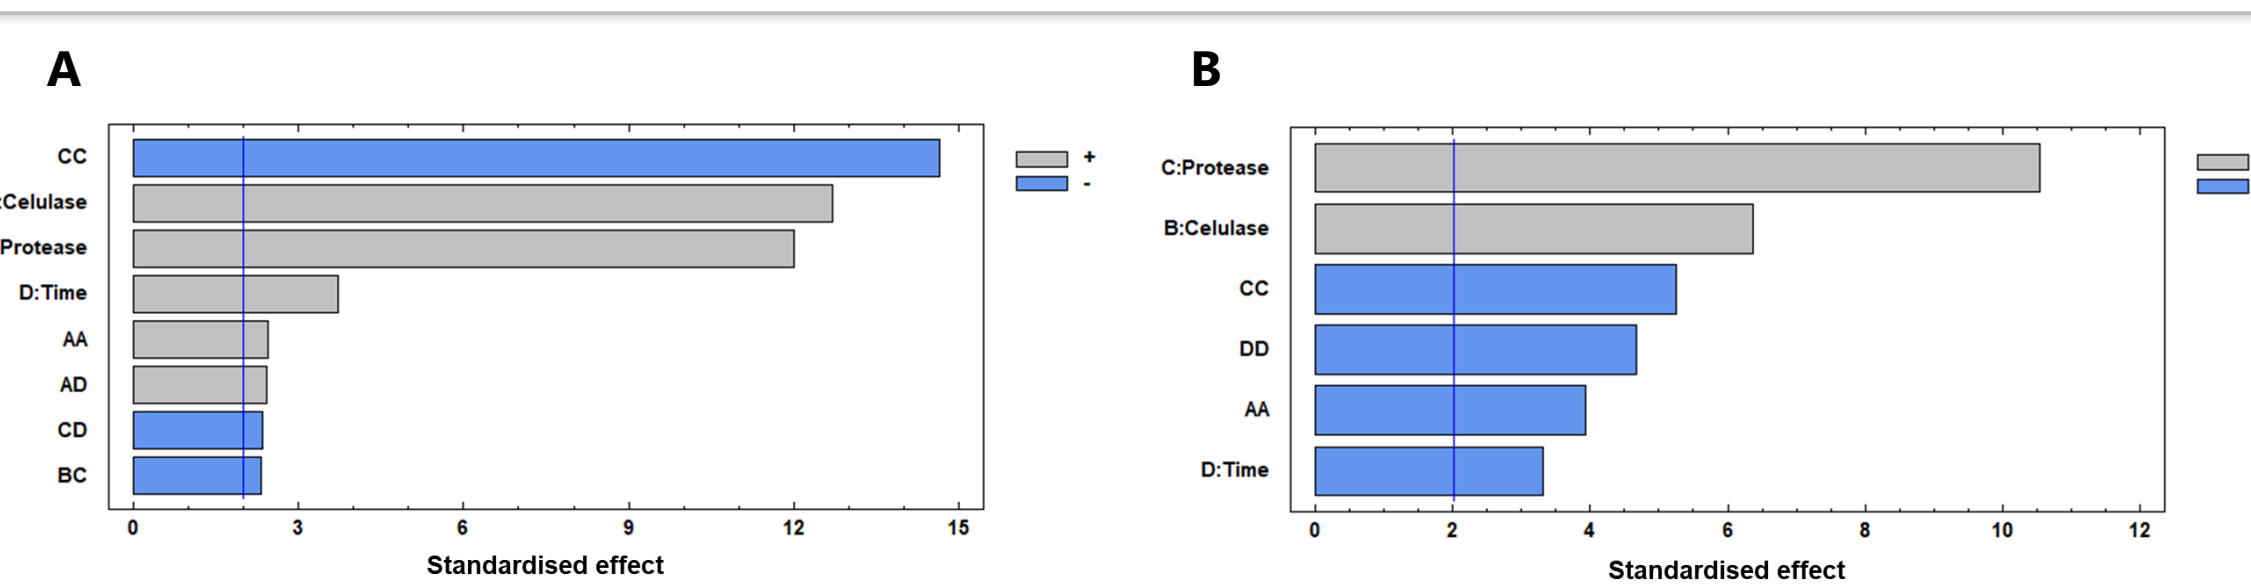 A
CC
:Celulase
Protease
D:Time
AA
AD
CD
BC
0 3 6 9 12 15
Standardised effect
+
-
B
C:Protease
B:Celulase
CC
DD
AA
D:Time
0 2 4 6 8 10 12
Standardised effect